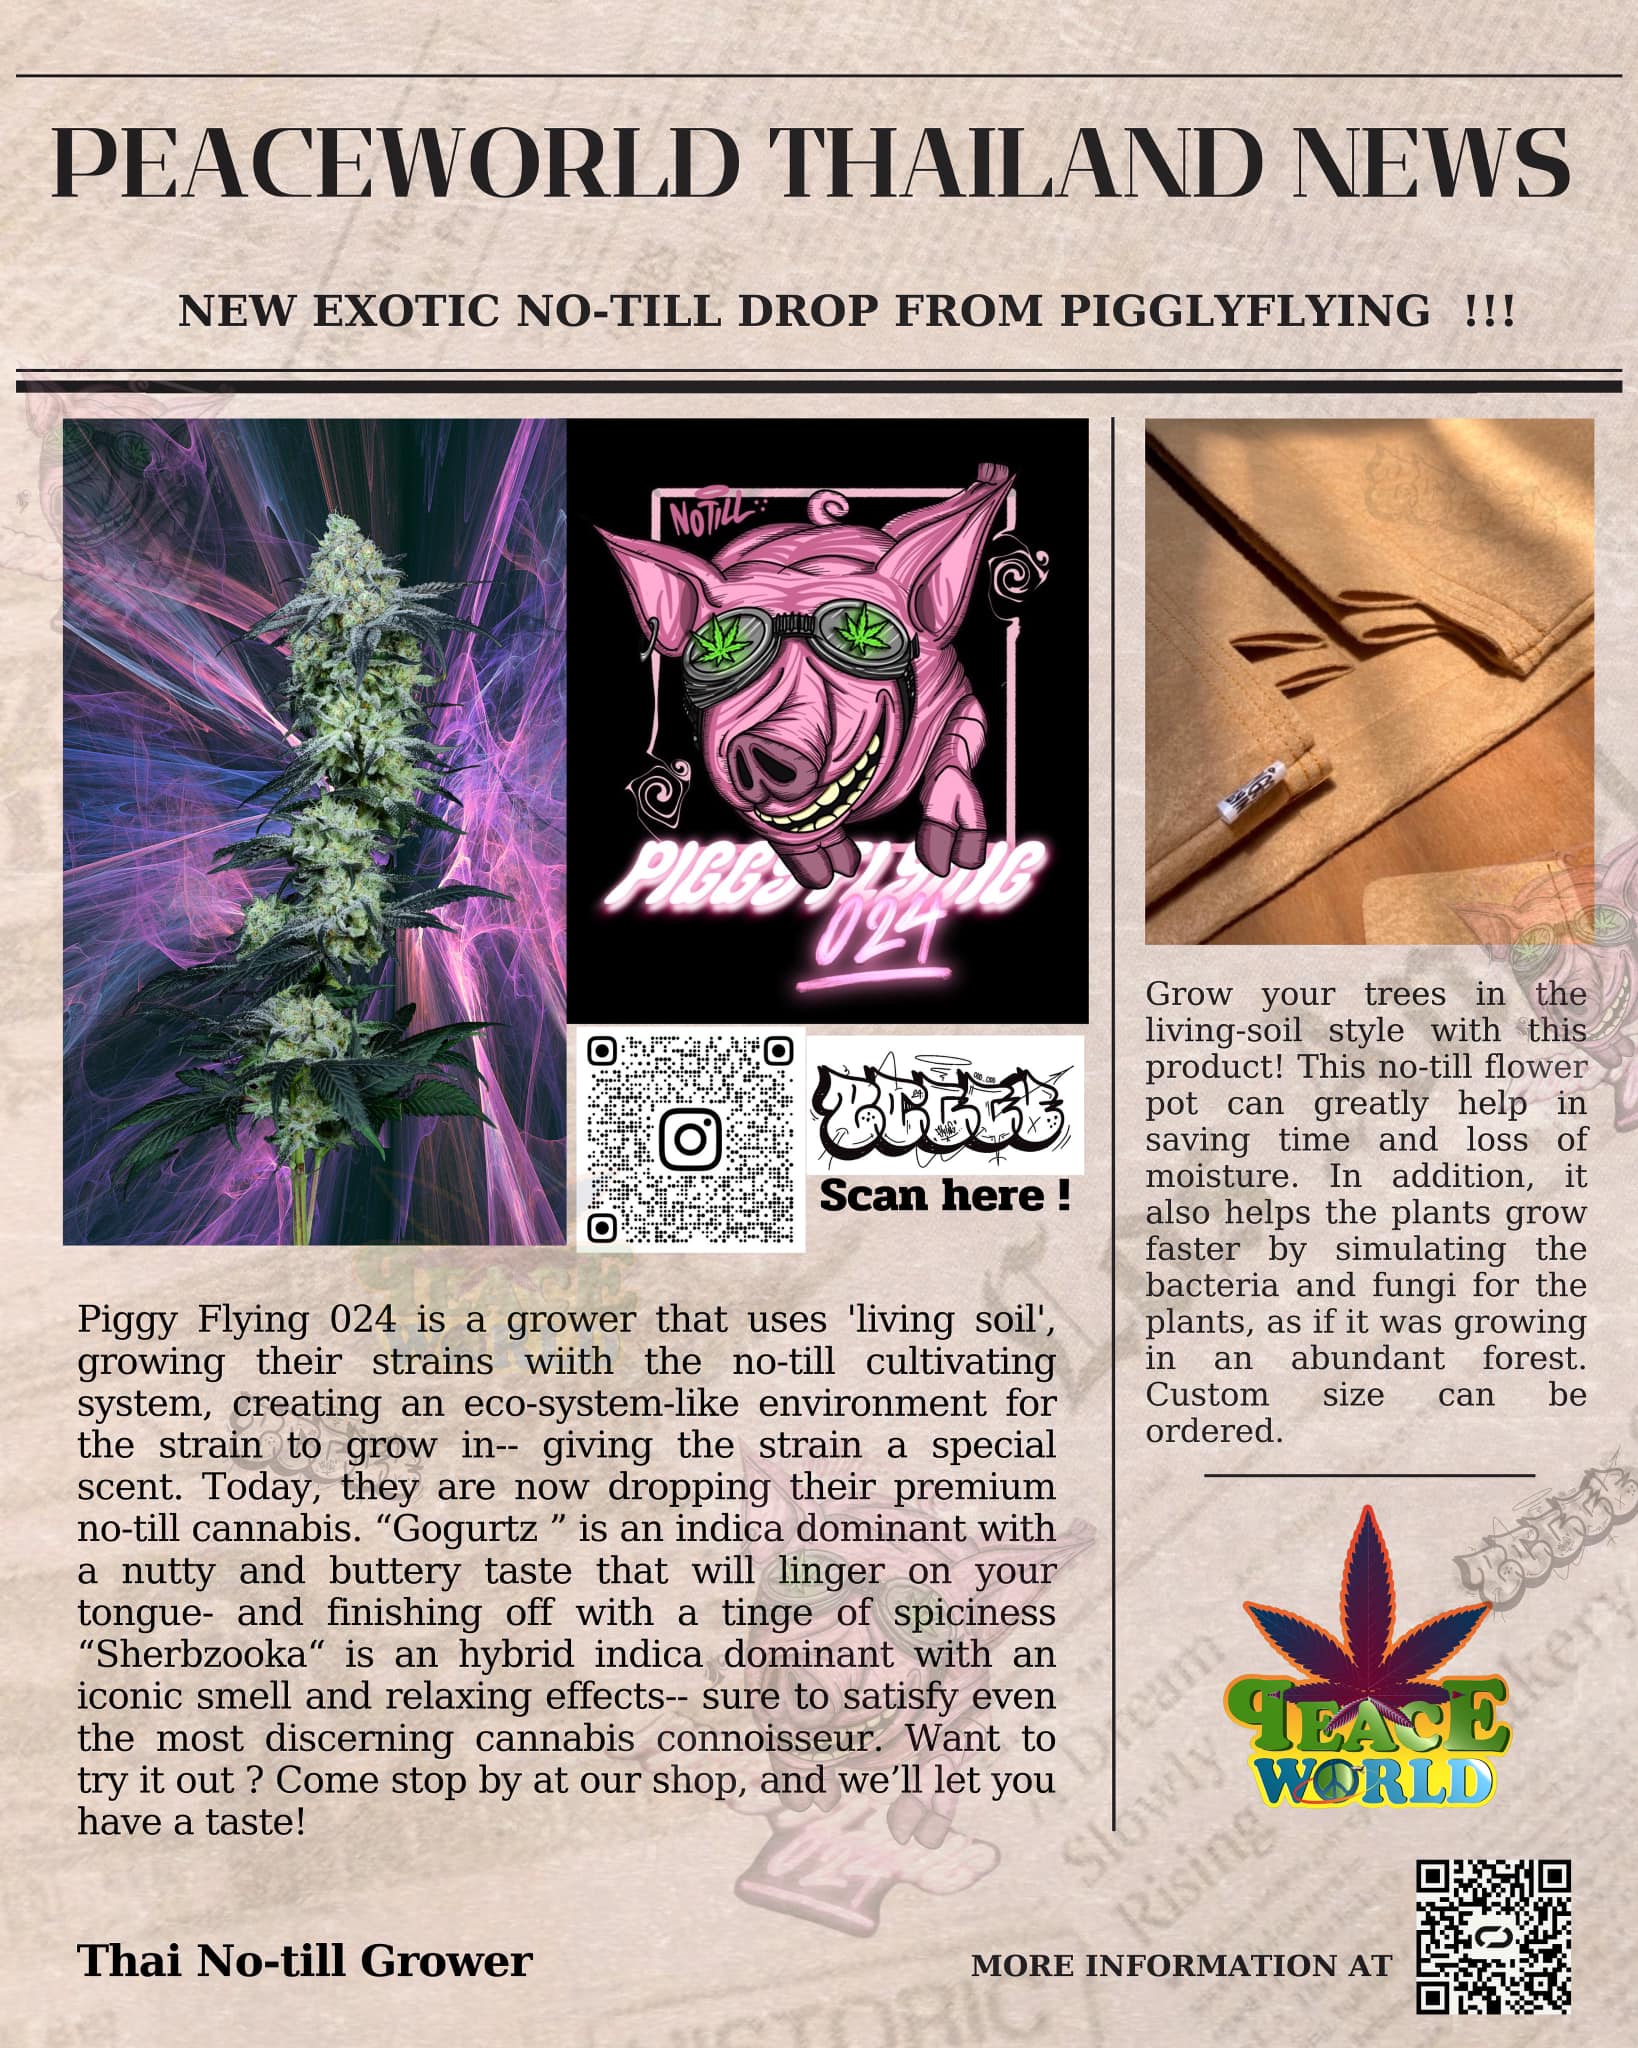 PEACEWORLD THAILAND NEWS
NEW EXOTIC NO-TILL DROP FROM PIGGLYFLYING !!!
NO TILL
PIGGY FLYING
024
Scan here !
Piggy Flying 024 is a grower that uses 'living soil',
growing their strains wiith the no-till cultivating
system, creating an eco-system-like environment for
the strain to grow in-- giving the strain a special
scent. Today, they are now dropping their premium
no-till cannabis. “Gogurtz ” is an indica dominant with
a nutty and buttery taste that will linger on your
tongue- and finishing off with a tinge of spiciness
“Sherbzooka“ is an hybrid indica dominant with an
iconic smell and relaxing effects-- sure to satisfy even
the most discerning cannabis connoisseur. Want to
try it out ? Come stop by at our shop, and we’ll let you
have a taste!
Thai No-till Grower
Grow your trees in the
living-soil style with this
product! This no-till flower
pot can greatly help in
saving time and loss of
moisture. In addition, it
also helps the plants grow
faster by simulating the
bacteria and fungi for the
plants, as if it was growing
in an abundant forest.
Custom size can be
ordered.
PEACE
WORLD
MORE INFORMATION AT